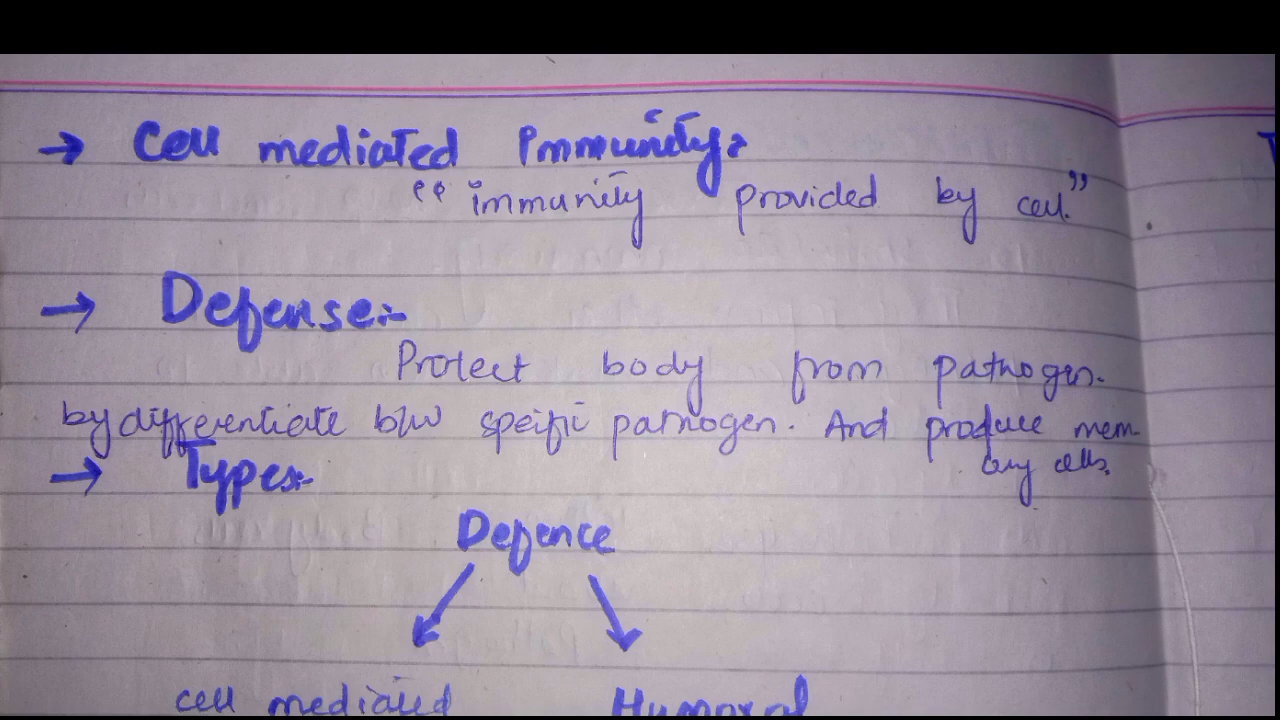 → Cell mediated Immunity:
"immunity provided by cell."
→ Defense:-
Protect body from pathogen.
by differentiate b/w speific pathogen. And produce mem
ory cells.
→ Types:-
Defence
cell mediated Humoral